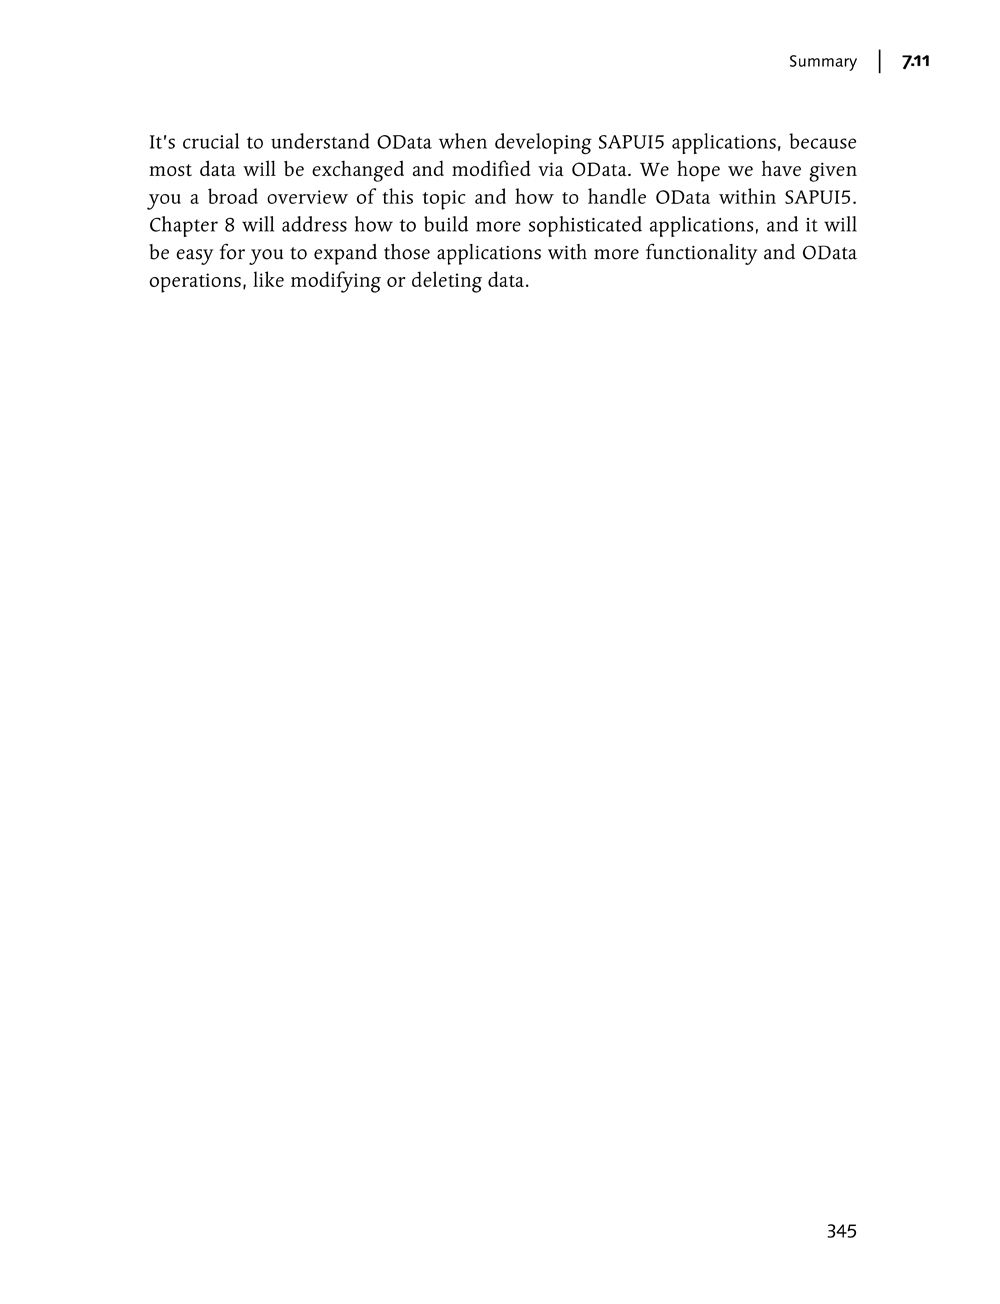 Summary | 7.11
It's crucial to understand OData when developing SAPUI5 applications, because
most data will be exchanged and modified via OData. We hope we have given
you a broad overview of this topic and how to handle OData within SAPUI5.
Chapter 8 will address how to build more sophisticated applications, and it will
be easy for you to expand those applications with more functionality and OData
operations, like modifying or deleting data.
345